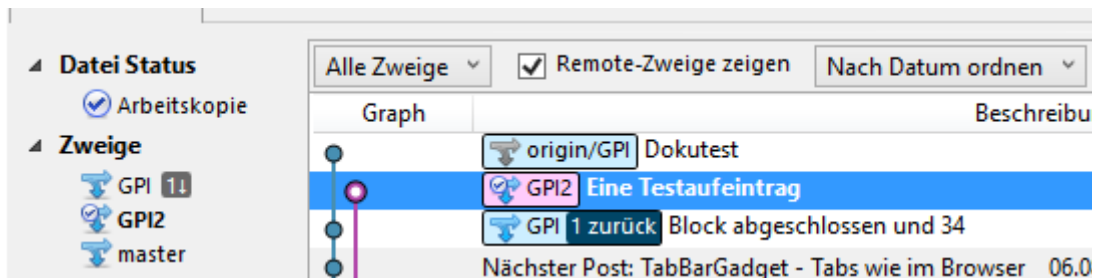 Datei Status
Arbeitskopie
Zweige
GPI 1↓
GPI2
master
Alle Zweige Remote-Zweige zeigen Nach Datum ordnen
Graph Beschreibu
origin/GPI Dokutest
GPI2 Eine Testaufeintrag
GPI 1 zurück Block abgeschlossen und 34
Nächster Post: TabBarGadget - Tabs wie im Browser 06.0